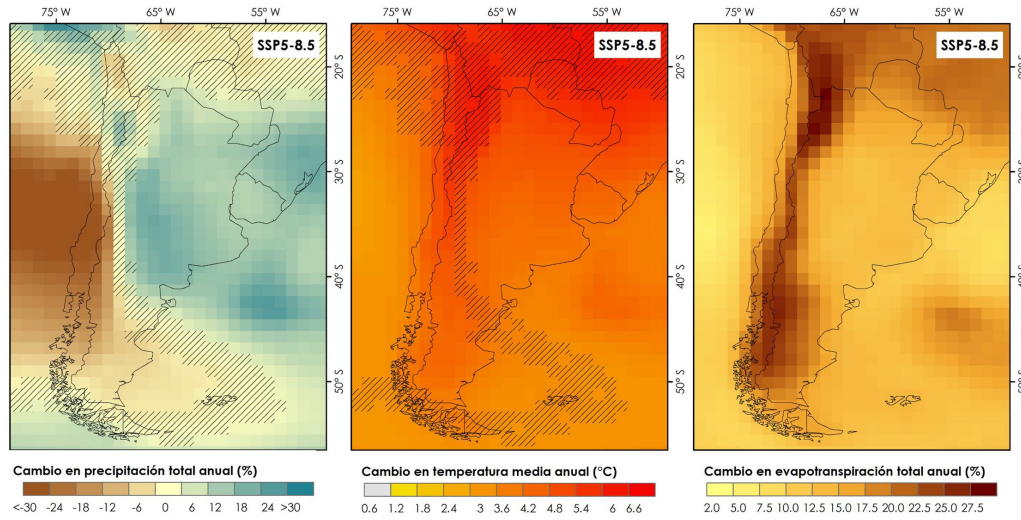 75° W 65° W 55° W
SSP5-8.5
20° S
30° S
40° S
50° S
Cambio en precipitación total anual (%)
<-30 -24 -18 -12 -6 0 6 12 18 24 >30
75° W 65° W 55° W
SSP5-8.5
20° S
30° S
40° S
50° S
Cambio en temperatura media anual (°C)
0.6 1.2 1.8 2.4 3 3.6 4.2 4.8 5.4 6 6.6
75° W 65° W 55° W
SSP5-8.5
20° S
30° S
40° S
50° S
Cambio en evapotranspiración total anual (%)
2.0 5.0 7.5 10.0 12.5 15.0 17.5 20.0 22.5 25.0 27.5